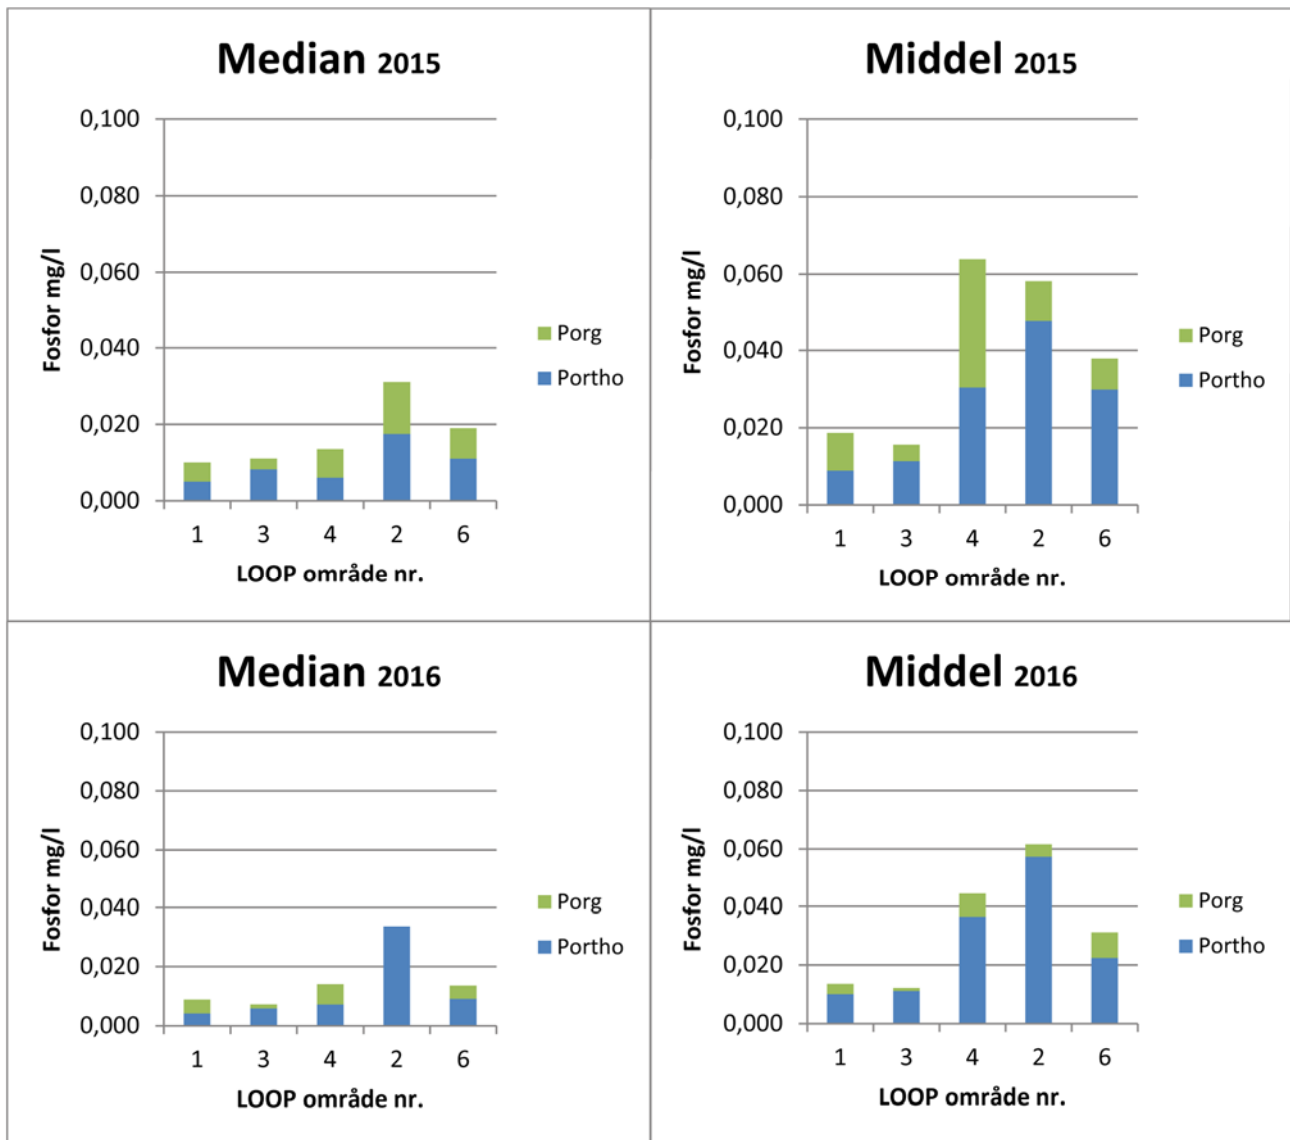 Median 2015
0,100
0,080
0,060
0,040
0,020
0,000
Fosfor mg/l
1 3 4 2 6
LOOP område nr.
Porg
Portho
Middel 2015
0,100
0,080
0,060
0,040
0,020
0,000
Fosfor mg/l
1 3 4 2 6
LOOP område nr.
Porg
Portho
Median 2016
0,100
0,080
0,060
0,040
0,020
0,000
Fosfor mg/l
1 3 4 2 6
LOOP område nr.
Porg
Portho
Middel 2016
0,100
0,080
0,060
0,040
0,020
0,000
Fosfor mg/l
1 3 4 2 6
LOOP område nr.
Porg
Portho